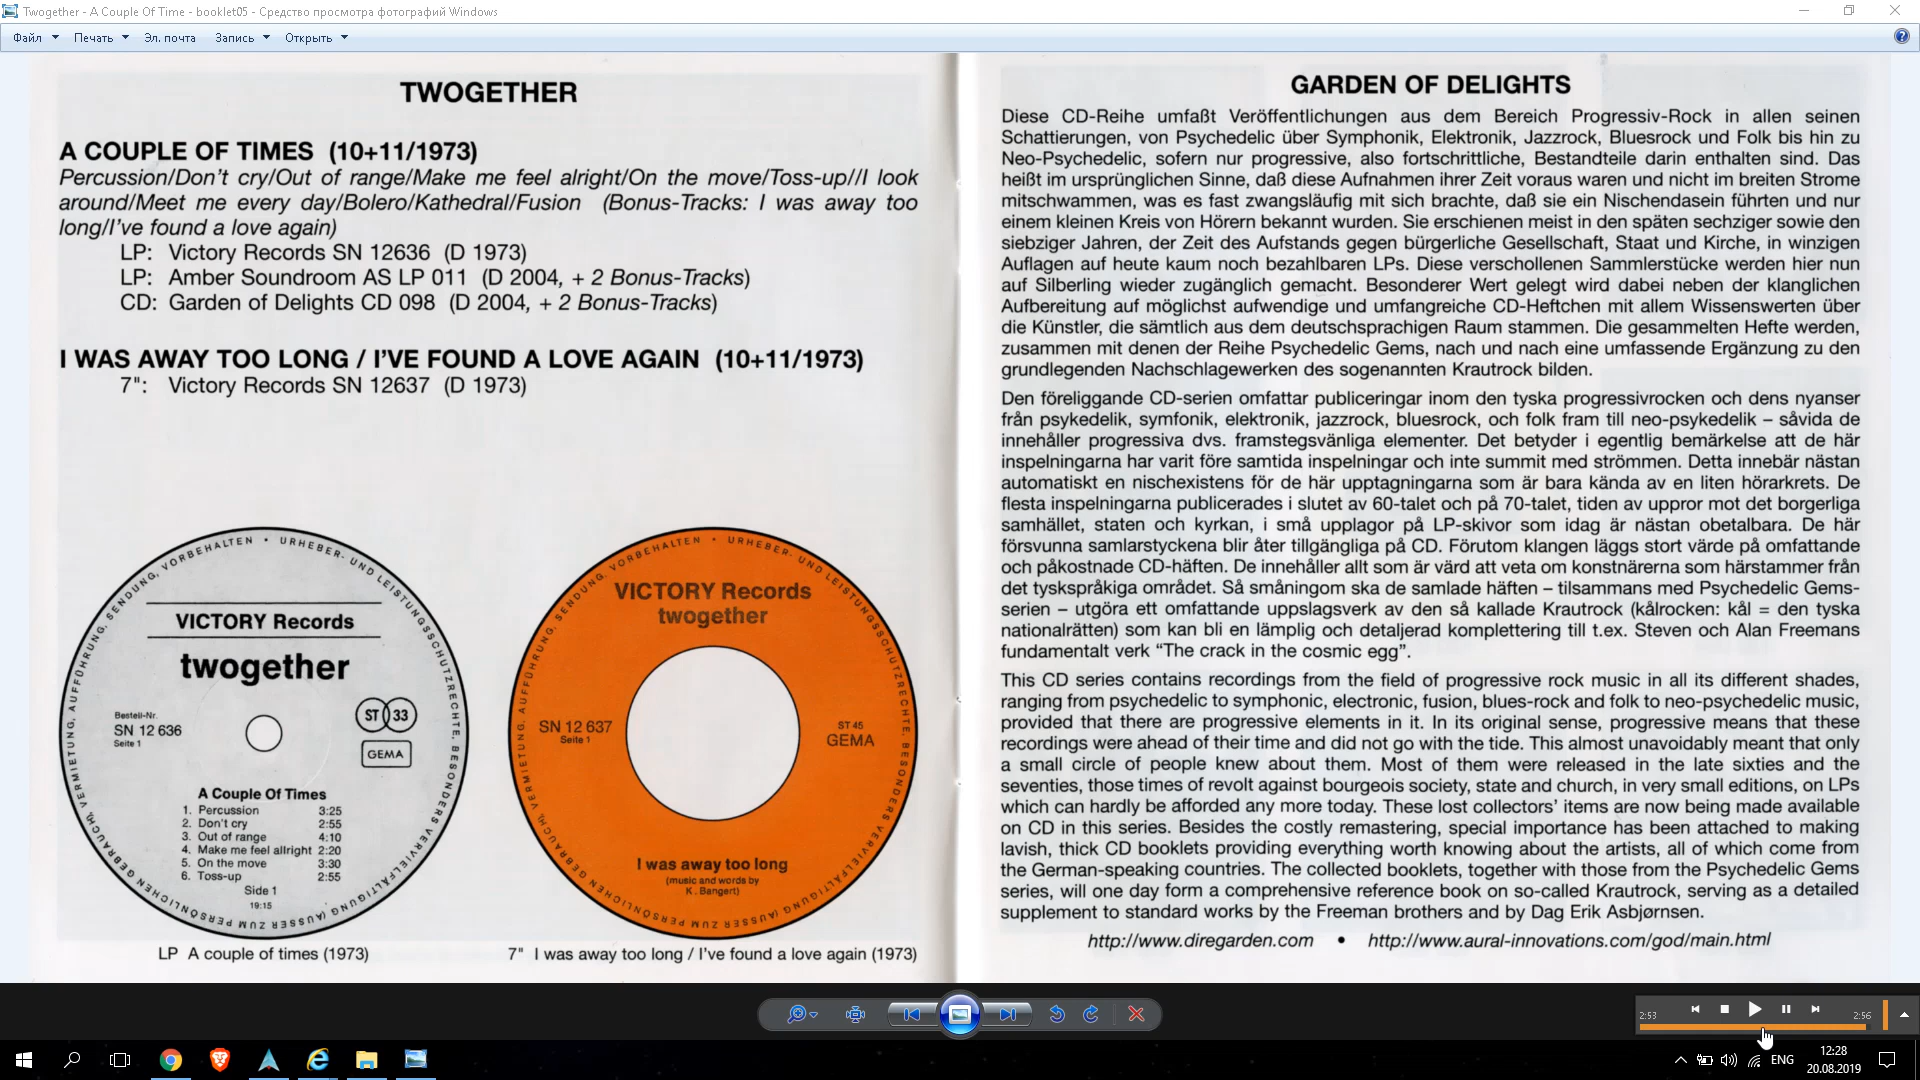 Twogether - A Couple Of Time - booklet05 - Средство просмотра фотографий Windows
Файл Печать Эл. почта Запись Открыть
TWOGETHER
A COUPLE OF TIMES (10+11/1973)
Percussion/Don't cry/Out of range/Make me feel alright/On the move/Toss-up//I look
around/Meet me every day/Bolero/Kathedral/Fusion (Bonus-Tracks: I was away too
long/I've found a love again)
LP: Victory Records SN 12636 (D 1973)
LP: Amber Soundroom AS LP 011 (D 2004, + 2 Bonus-Tracks)
CD: Garden of Delights CD 098 (D 2004, + 2 Bonus-Tracks)
I WAS AWAY TOO LONG / I'VE FOUND A LOVE AGAIN (10+11/1973)
7": Victory Records SN 12637 (D 1973)
URHEBER- UND LEISTUNGSSCHUTZRECHTE, BESONDERS VERVIELFÄLTIGUNG (AUSSER ZUM PERSÖNLICHEN GEBRAUCH), VERMIETUNG, AUFFÜHRUNG, SENDUNG, VORBEHALTEN •
VICTORY Records
twogether
Bestell-Nr.
SN 12 636
Seite 1
ST 33
GEMA
A Couple Of Times
1. Percussion 3:25
2. Don't cry 2:55
3. Out of range 4:10
4. Make me feel allright 2:20
5. On the move 3:30
6. Toss-up 2:55
Side 1
19:15
LP A couple of times (1973)
URHEBER- UND LEISTUNGSSCHUTZRECHTE, BESONDERS VERVIELFÄLTIGUNG (AUSSER ZUM PERSÖNLICHEN GEBRAUCH), VERMIETUNG, AUFFÜHRUNG, SENDUNG, VORBEHALTEN •
VICTORY Records
twogether
SN 12 637
Seite 1
ST 45
GEMA
I was away too long
(music and words by
K. Bangert)
7" I was away too long / I've found a love again (1973)
GARDEN OF DELIGHTS
Diese CD-Reihe umfaßt Veröffentlichungen aus dem Bereich Progressiv-Rock in allen seinen
Schattierungen, von Psychedelic über Symphonik, Elektronik, Jazzrock, Bluesrock und Folk bis hin zu
Neo-Psychedelic, sofern nur progressive, also fortschrittliche, Bestandteile darin enthalten sind. Das
heißt im ursprünglichen Sinne, daß diese Aufnahmen ihrer Zeit voraus waren und nicht im breiten Strome
mitschwammen, was es fast zwangsläufig mit sich brachte, daß sie ein Nischendasein führten und nur
einem kleinen Kreis von Hörern bekannt wurden. Sie erschienen meist in den späten sechziger sowie den
siebziger Jahren, der Zeit des Aufstands gegen bürgerliche Gesellschaft, Staat und Kirche, in winzigen
Auflagen auf heute kaum noch bezahlbaren LPs. Diese verschollenen Sammlerstücke werden hier nun
auf Silberling wieder zugänglich gemacht. Besonderer Wert gelegt wird dabei neben der klanglichen
Aufbereitung auf möglichst aufwendige und umfangreiche CD-Heftchen mit allem Wissenswerten über
die Künstler, die sämtlich aus dem deutschsprachigen Raum stammen. Die gesammelten Hefte werden,
zusammen mit denen der Reihe Psychedelic Gems, nach und nach eine umfassende Ergänzung zu den
grundlegenden Nachschlagewerken des sogenannten Krautrock bilden.
Den föreliggande CD-serien omfattar publiceringar inom den tyska progressivrocken och dens nyanser
från psykedelik, symfonik, elektronik, jazzrock, bluesrock, och folk fram till neo-psykedelik – såvida de
innehåller progressiva dvs. framstegsvänliga elementer. Det betyder i egentlig bemärkelse att de här
inspelningarna har varit före samtida inspelningar och inte summit med strömmen. Detta innebär nästan
automatiskt en nischexistens för de här upptagningarna som är bara kända av en liten hörarkrets. De
flesta inspelningarna publicerades i slutet av 60-talet och på 70-talet, tiden av uppror mot det borgerliga
samhället, staten och kyrkan, i små upplagor på LP-skivor som idag är nästan obetalbara. De här
försvunna samlarstyckena blir åter tillgängliga på CD. Förutom klangen läggs stort värde på omfattande
och påkostnade CD-häften. De innehåller allt som är värd att veta om konstnärerna som härstammer från
det tyskspråkiga området. Så småningom ska de samlade häften – tilsammans med Psychedelic Gems-
serien – utgöra ett omfattande uppslagsverk av den så kallade Krautrock (kålrocken: kål = den tyska
nationalrätten) som kan bli en lämplig och detaljerad komplettering till t.ex. Steven och Alan Freemans
fundamentalt verk “The crack in the cosmic egg”.
This CD series contains recordings from the field of progressive rock music in all its different shades,
ranging from psychedelic to symphonic, electronic, fusion, blues-rock and folk to neo-psychedelic music,
provided that there are progressive elements in it. In its original sense, progressive means that these
recordings were ahead of their time and did not go with the tide. This almost unavoidably meant that only
a small circle of people knew about them. Most of them were released in the late sixties and the
seventies, those times of revolt against bourgeois society, state and church, in very small editions, on LPs
which can hardly be afforded any more today. These lost collectors' items are now being made available
on CD in this series. Besides the costly remastering, special importance has been attached to making
lavish, thick CD booklets providing everything worth knowing about the artists, all of which come from
the German-speaking countries. The collected booklets, together with those from the Psychedelic Gems
series, will one day form a comprehensive reference book on so-called Krautrock, serving as a detailed
supplement to standard works by the Freeman brothers and by Dag Erik Asbjørnsen.
http://www.diregarden.com • http://www.aural-innovations.com/god/main.html
2:53 2:56
ENG
12:28
20.08.2019